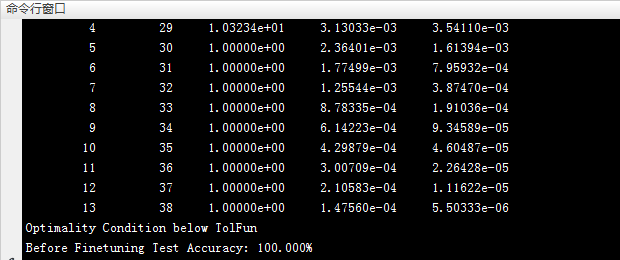 命令行窗口
4 29 1.03234e+01 3.13033e-03 3.54110e-03
5 30 1.00000e+00 2.36401e-03 1.61394e-03
6 31 1.00000e+00 1.77499e-03 7.95932e-04
7 32 1.00000e+00 1.25544e-03 3.87470e-04
8 33 1.00000e+00 8.78335e-04 1.91036e-04
9 34 1.00000e+00 6.14223e-04 9.34589e-05
10 35 1.00000e+00 4.29879e-04 4.60487e-05
11 36 1.00000e+00 3.00709e-04 2.26428e-05
12 37 1.00000e+00 2.10583e-04 1.11622e-05
13 38 1.00000e+00 1.47560e-04 5.50333e-06
Optimality Condition below TolFun
Before Finetuning Test Accuracy: 100.000%